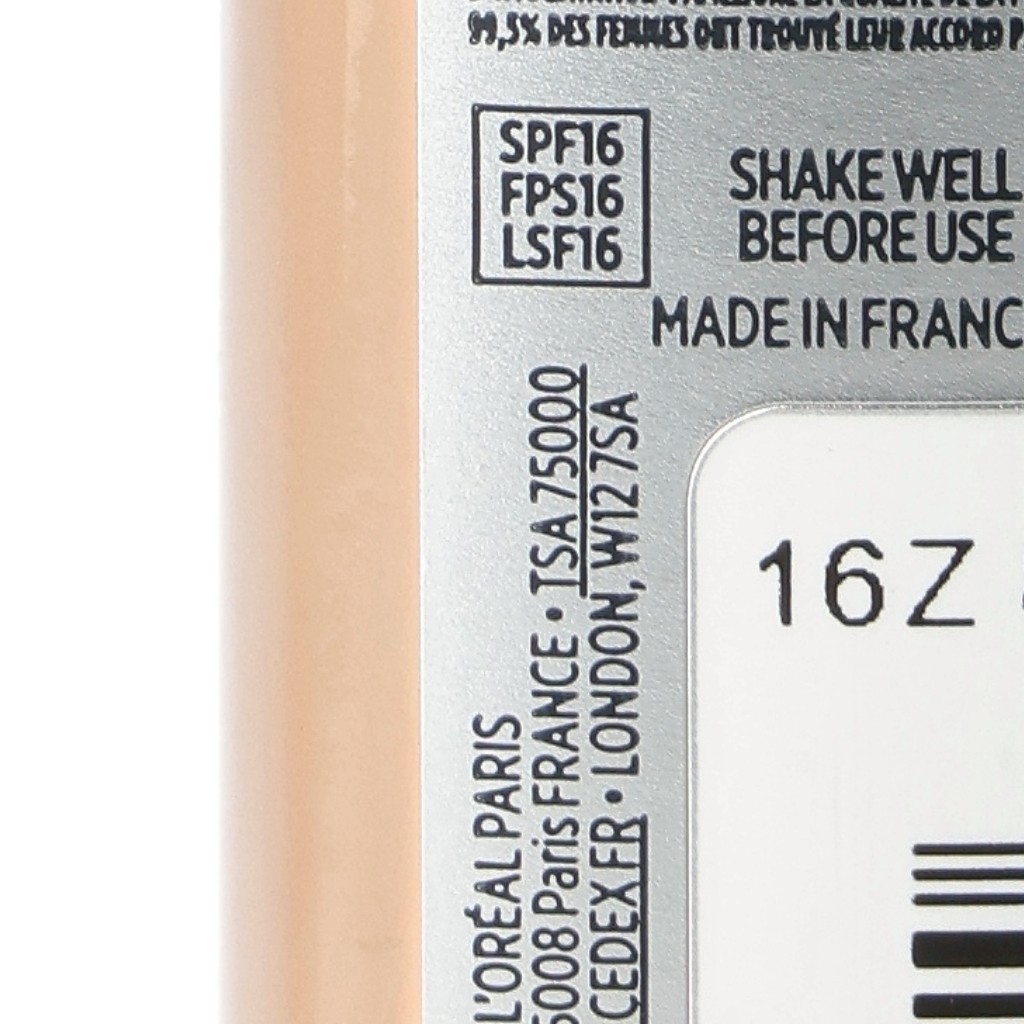 99,5% DES FEMMES ONT TROUVÉ LEUR ACCORD
SPF16
FPS16
LSF16
SHAKE WELL
BEFORE USE
MADE IN FRANC
L'ORÉAL PARIS
5008 Paris FRANCE • TSA 75000
CEDEX FR • LONDON, W12 7SA
16Z